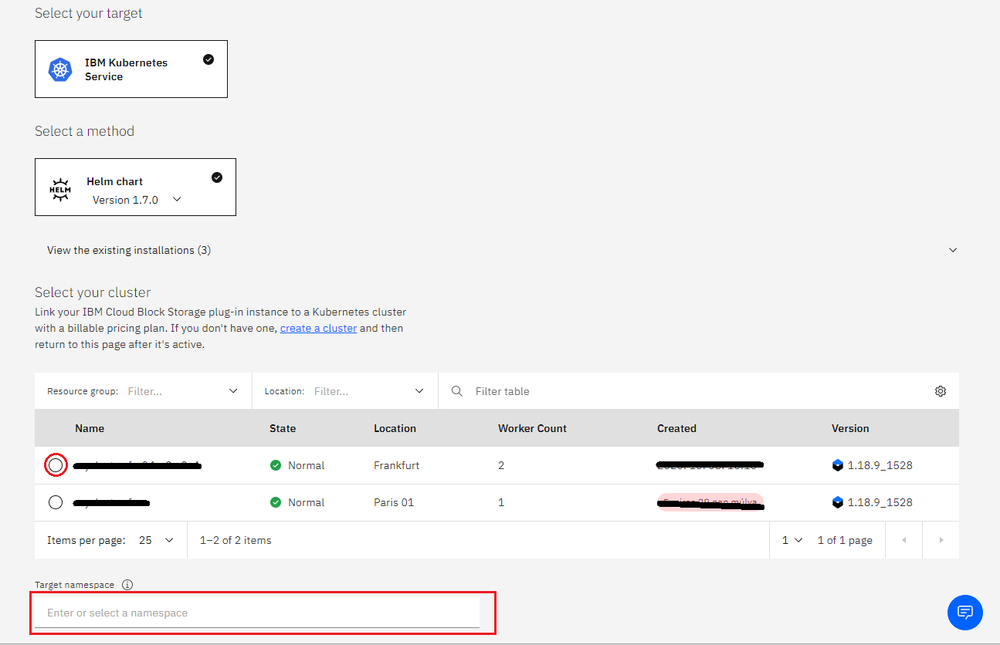 Select your target
IBM Kubernetes
Service
Select a method
HELM
Helm chart
Version 1.7.0
View the existing installations (3)
Select your cluster
Link your IBM Cloud Block Storage plug-in instance to a Kubernetes cluster
with a billable pricing plan. If you don't have one, create a cluster and then
return to this page after it's active.
Resource group: Filter... Location: Filter... Filter table
Name State Location Worker Count Created Version
Normal Frankfurt 2 1.18.9_1528
Normal Paris 01 1 1.18.9_1528
Items per page: 25 1–2 of 2 items 1 1 of 1 page
Target namespace
Enter or select a namespace